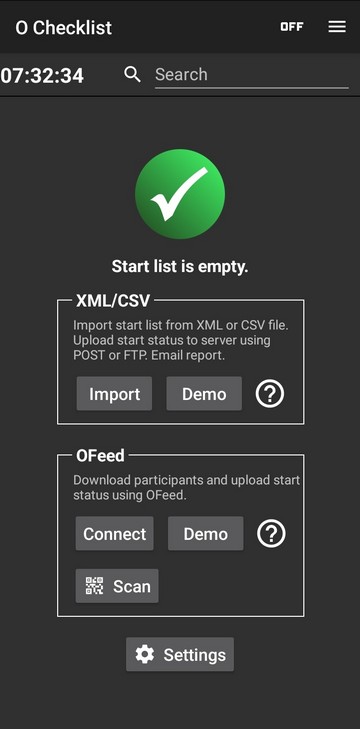 O Checklist
OFF
07:32:34
Search
Start list is empty.
XML/CSV
Import start list from XML or CSV file.
Upload start status to server using
POST or FTP. Email report.
Import
Demo
?
OFeed
Download participants and upload start
status using OFeed.
Connect
Demo
?
Scan
Settings